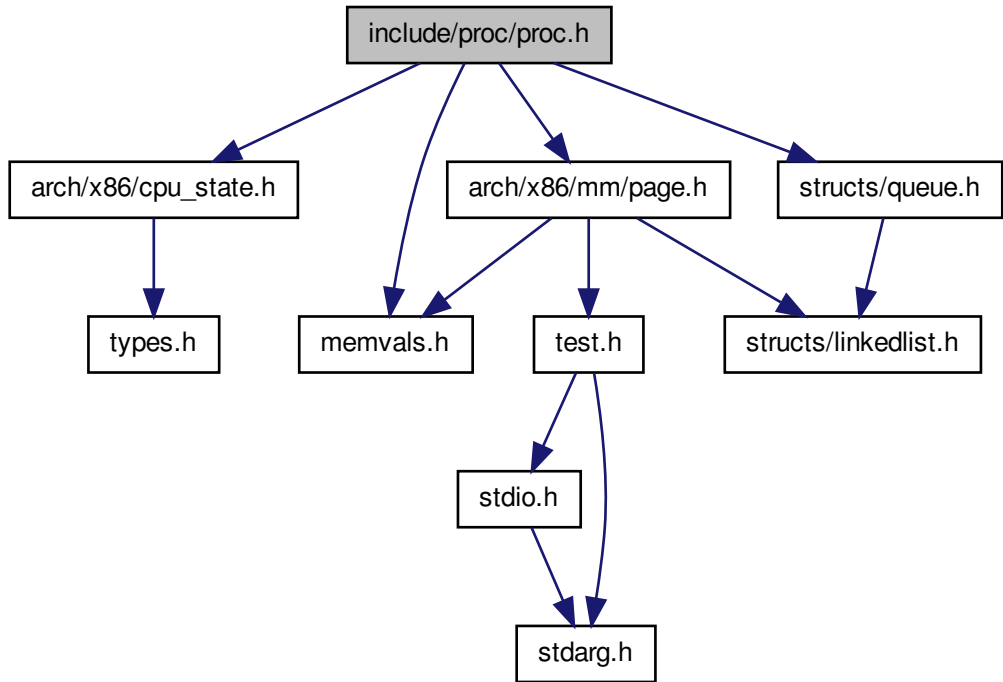 include/proc/proc.h
arch/x86/cpu_state.h
arch/x86/mm/page.h
structs/queue.h
types.h
memvals.h
test.h
structs/linkedlist.h
stdio.h
stdarg.h